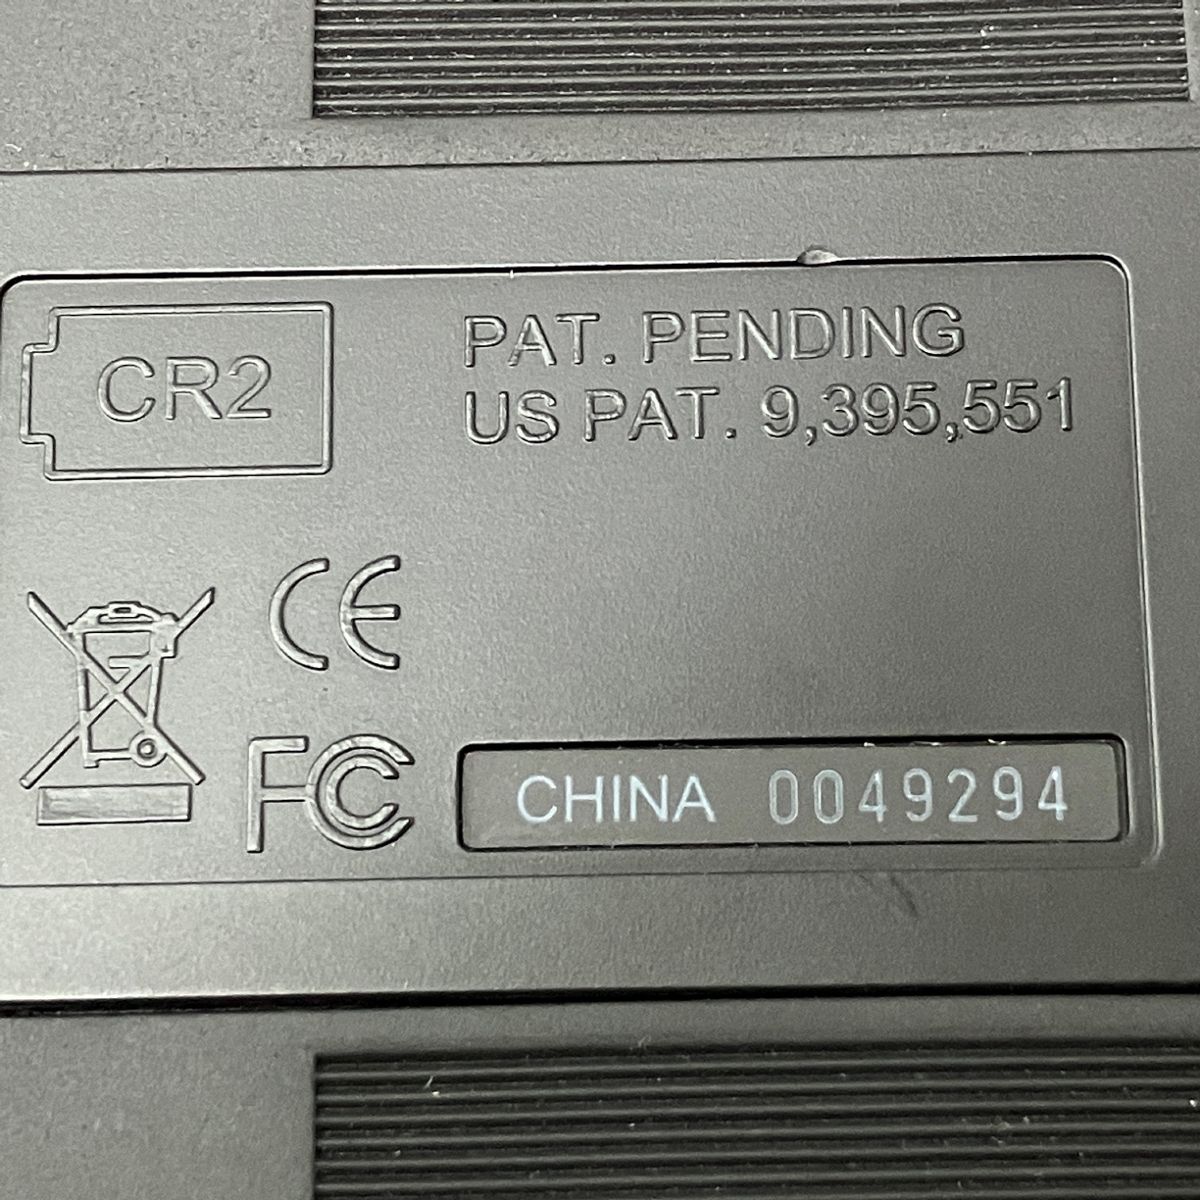 CR2
PAT. PENDING
US PAT. 9,395,551
CE
FC
CHINA 0049294